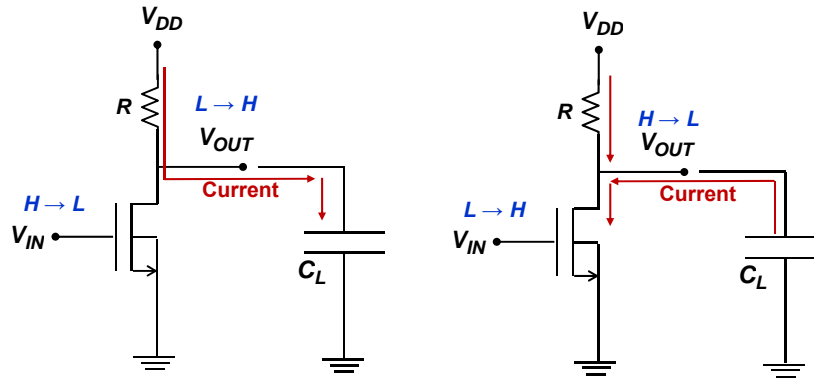 V_DD
R
L → H
V_OUT
Current
H → L
V_IN
C_L
V_DD
R
H → L
V_OUT
Current
L → H
V_IN
C_L